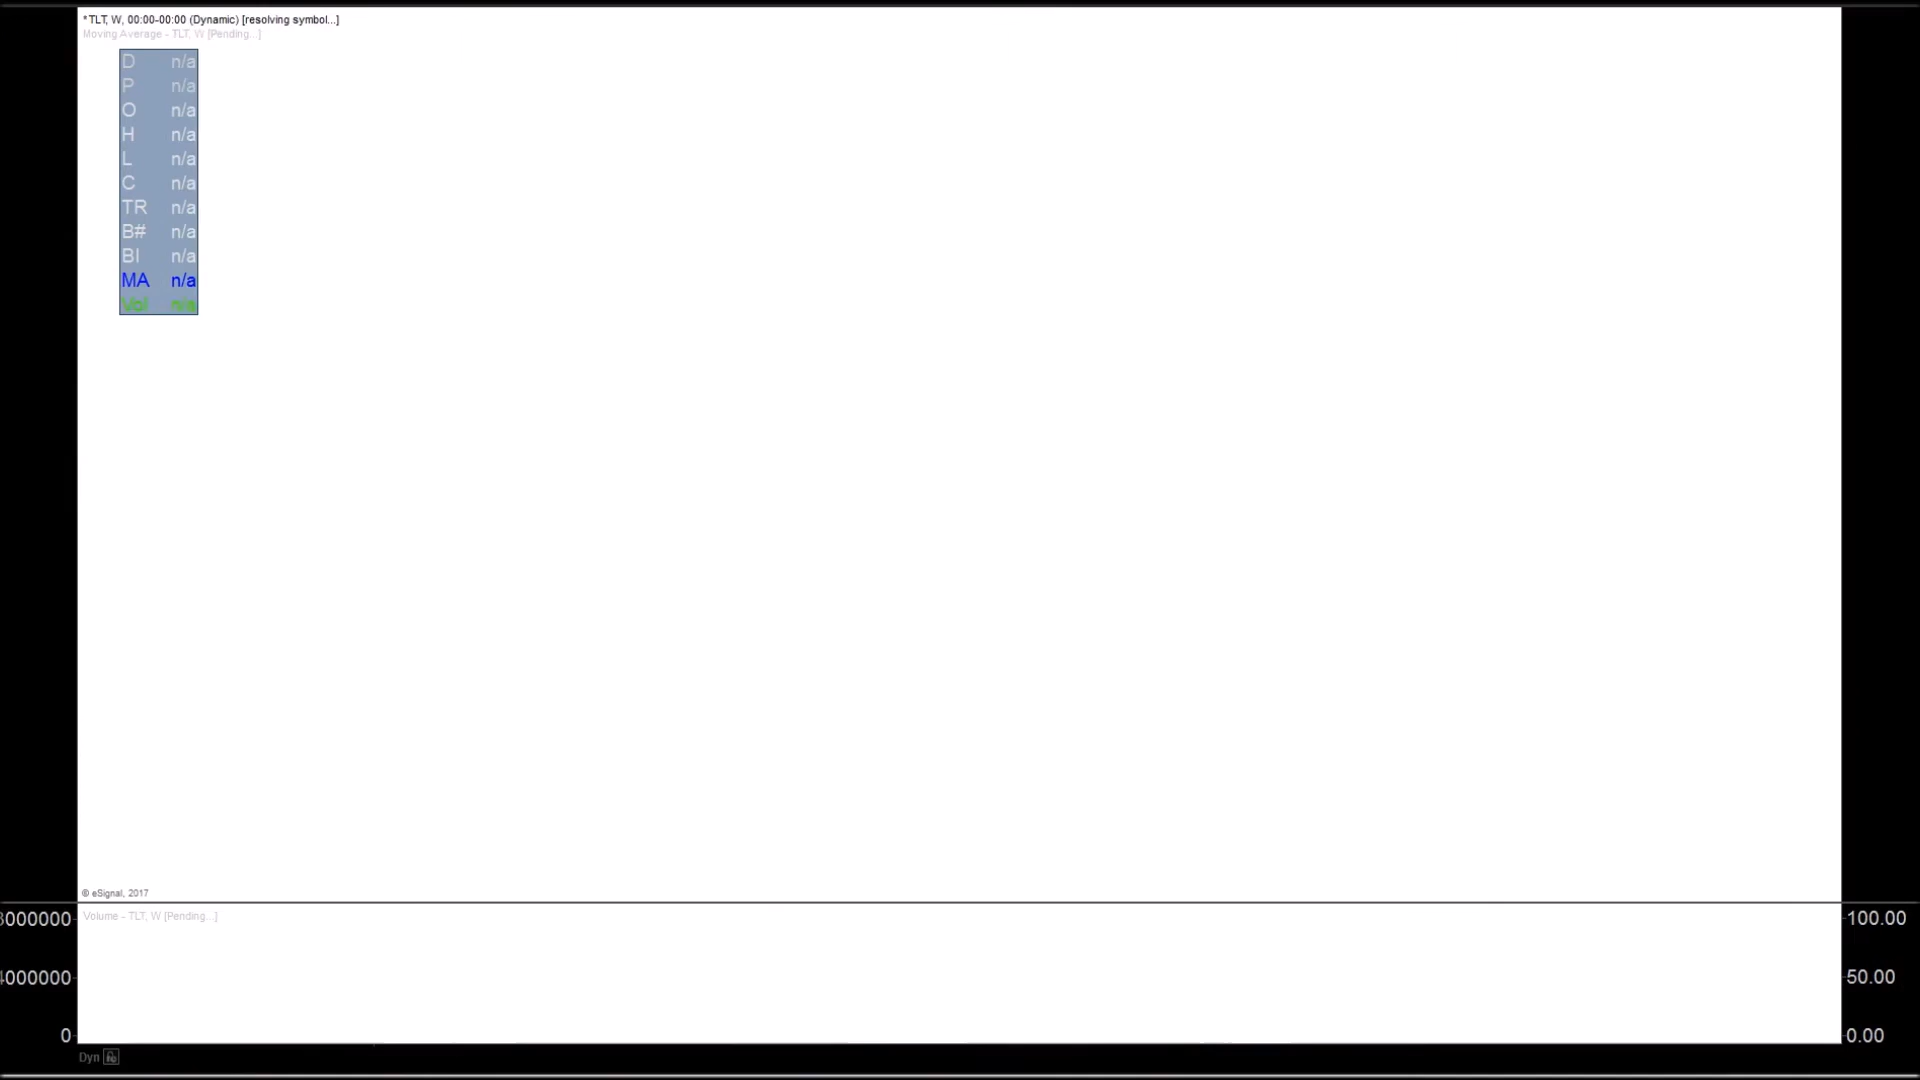 *TLT, W, 00:00-00:00 (Dynamic) [resolving symbol...]
Moving Average - TLT, W [Pending...]
D n/a
P n/a
O n/a
H n/a
L n/a
C n/a
TR n/a
B# n/a
BI n/a
MA n/a
Vol n/a
© eSignal, 2017
Volume - TLT, W [Pending...]
000000 100.00
000000 50.00
0 0.00
Dyn